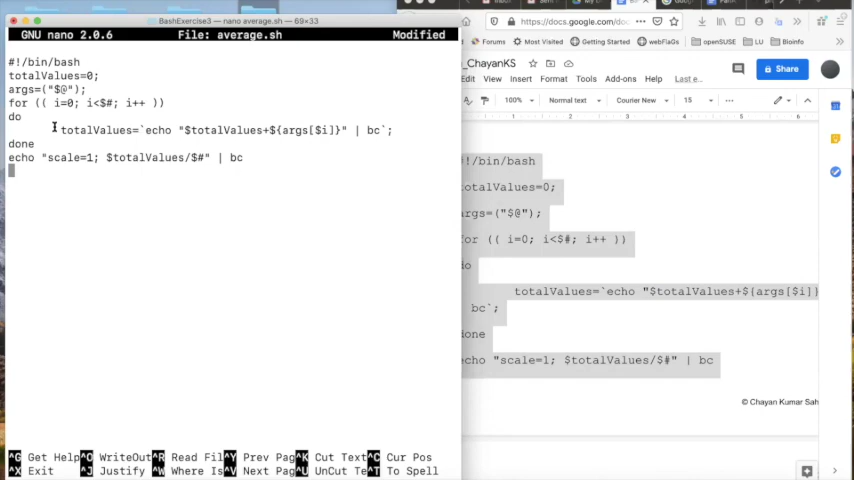 BashExercise3 — nano average.sh — 69×33
GNU nano 2.0.6 File: average.sh Modified
#!/bin/bash
totalValues=0;
args=("$@");
for (( i=0; i<$#; i++ ))
do
totalValues=`echo "$totalValues+${args[$i]}" | bc`;
done
echo "scale=1; $totalValues/$#" | bc
^G Get Help^O WriteOut^R Read Fil^Y Prev Pag^K Cut Text^C Cur Pos
^X Exit ^J Justify ^W Where Is^V Next Page^U UnCut Te^T To Spell
https://docs.google.com/
Forums Most Visited Getting Started webFlaGs openSUSE LU Bioinfo
_ChayanKS
Share
Edit View Insert Format Tools Add-ons Help Last e...
100% Normal text Courier New 15
#!/bin/bash
totalValues=0;
args=("$@");
for (( i=0; i<$#; i++ ))
do
totalValues=`echo "$totalValues+${args[$i]}
bc`;
done
echo "scale=1; $totalValues/$#" | bc
© Chayan Kumar Sah